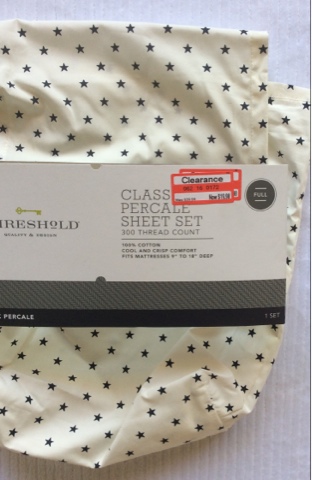 Clearance
CLASS
PERCALE
SHEET SET
300 THREAD COUNT
100% COTTON
COOL AND CRISP COMFORT
FITS MATTRESSES 9" TO 18" DEEP
FULL
HRESHOLD
QUALITY & DESIGN
PERCALE
1 SET